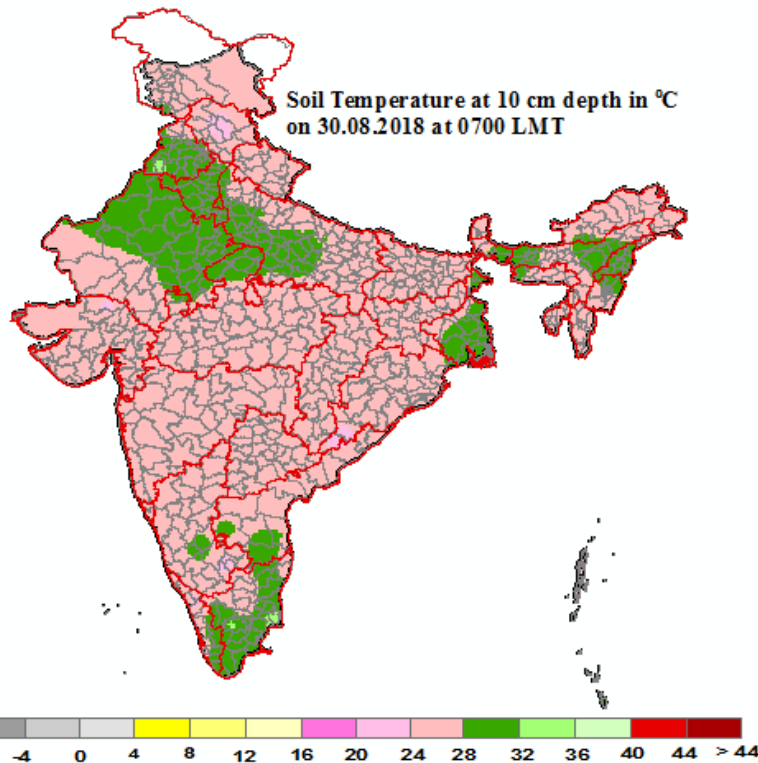 Soil Temperature at 10 cm depth in ⁰C
on 30.08.2018 at 0700 LMT
-4 0 4 8 12 16 20 24 28 32 36 40 44 > 44